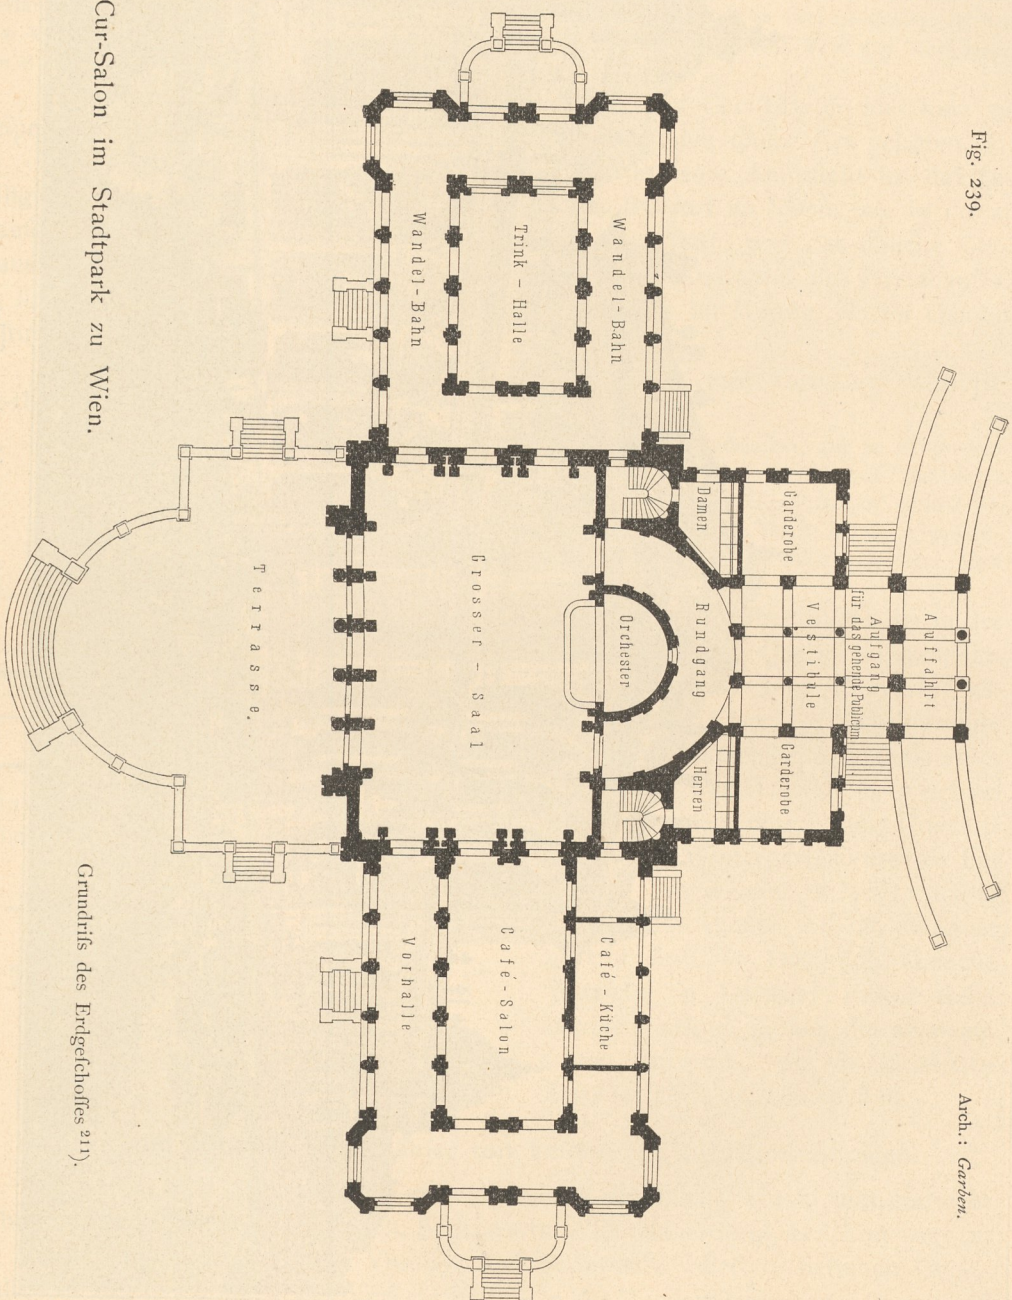 Fig. 239.
Arch.: Garben.
Auffahrt
Aufgang
für das gehende Publicum
Vestibule
Garderobe
Garderobe
Damen
Rundgang
Herren
Orchester
Wandel-Bahn
Trink-Halle
Wandel-Bahn
Grosser-Saal
Café-Küche
Café-Salon
Vorhalle
Terrasse.
Cur-Salon im Stadtpark zu Wien.
Grundriſs des Erdgeſchoſſes 211).